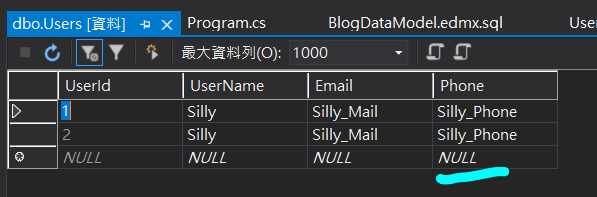 dbo.Users [資料] Program.cs BlogDataModel.edmx.sql User
最大資料列(O): 1000
UserId UserName Email Phone
1 Silly Silly_Mail Silly_Phone
2 Silly Silly_Mail Silly_Phone
NULL NULL NULL NULL